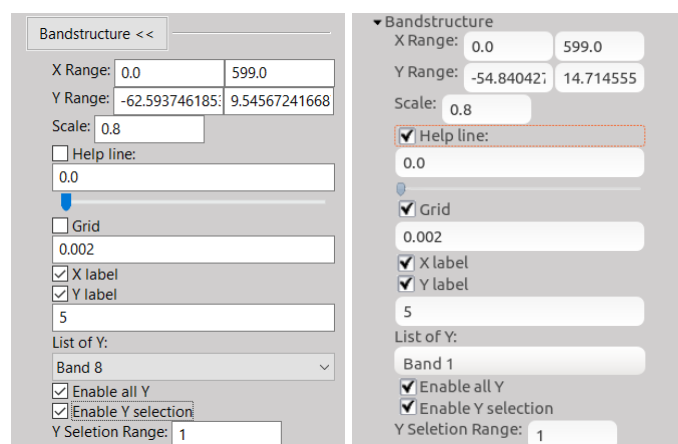 Bandstructure <<
X Range: 0.0 599.0
Y Range: -62.593746185 9.54567241668
Scale: 0.8
Help line:
0.0
Grid
0.002
X label
Y label
5
List of Y:
Band 8
Enable all Y
Enable Y selection
Y Seletion Range: 1
Bandstructure
X Range: 0.0 599.0
Y Range: -54.840427 14.714555
Scale: 0.8
Help line:
0.0
Grid
0.002
X label
Y label
5
List of Y:
Band 1
Enable all Y
Enable Y selection
Y Seletion Range: 1